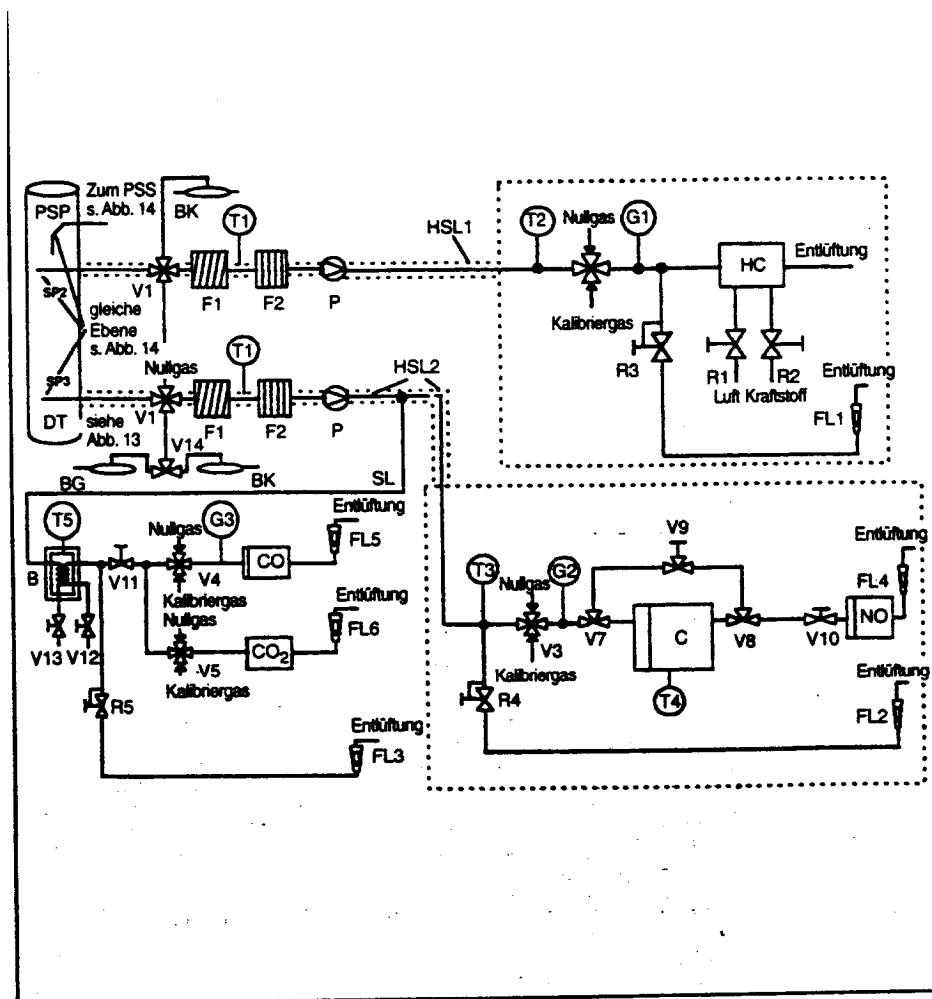 Zum PSS
s. Abb. 14
PSP
BK
T1
HSL1
T2
Nullgas
G1
HC
Entlüftung
SP2
V1
F1
F2
P
Kalibriergas
gleiche
Ebene
s. Abb. 14
R3
R1
R2
Luft Kraftstoff
Entlüftung
FL1
SP3
Nullgas
T1
HSL2
DT
siehe
Abb. 13
V1
F1
F2
P
V14
BG
BK
SL
T5
Nullgas
G3
Entlüftung
FL5
B
V11
V4
CO
Kalibriergas
Nullgas
Entlüftung
FL6
V13
V12
V5
CO2
Kalibriergas
R5
Entlüftung
FL3
V9
Entlüftung
FL4
T3
Nullgas
G2
V7
C
V8
V10
NO
V3
Kalibriergas
R4
T4
Entlüftung
FL2